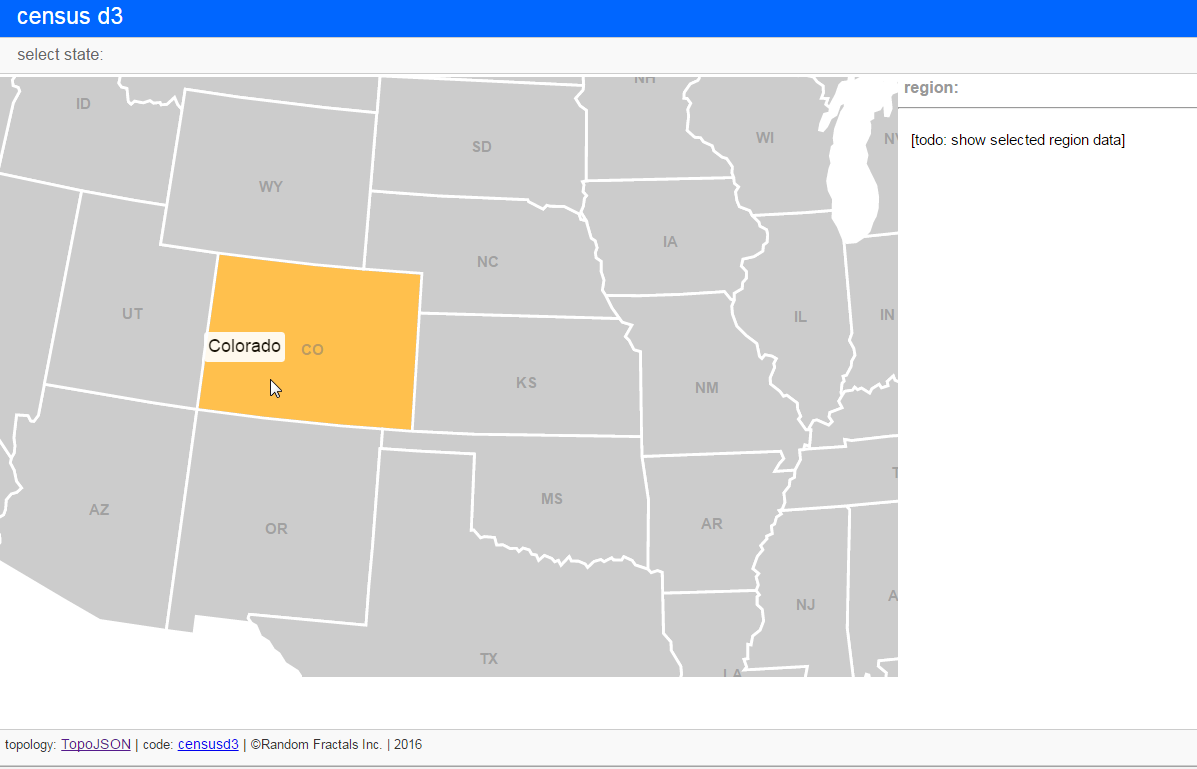 census d3
select state:
region:
[todo: show selected region data]
NH
ID
WI
NY
SD
WY
IA
NC
UT
IL
IN
Colorado
CO
KS
NM
T
MS
AZ
AR
OR
A
NJ
TX
LA
topology: TopoJSON | code: censusd3 | ©Random Fractals Inc. | 2016